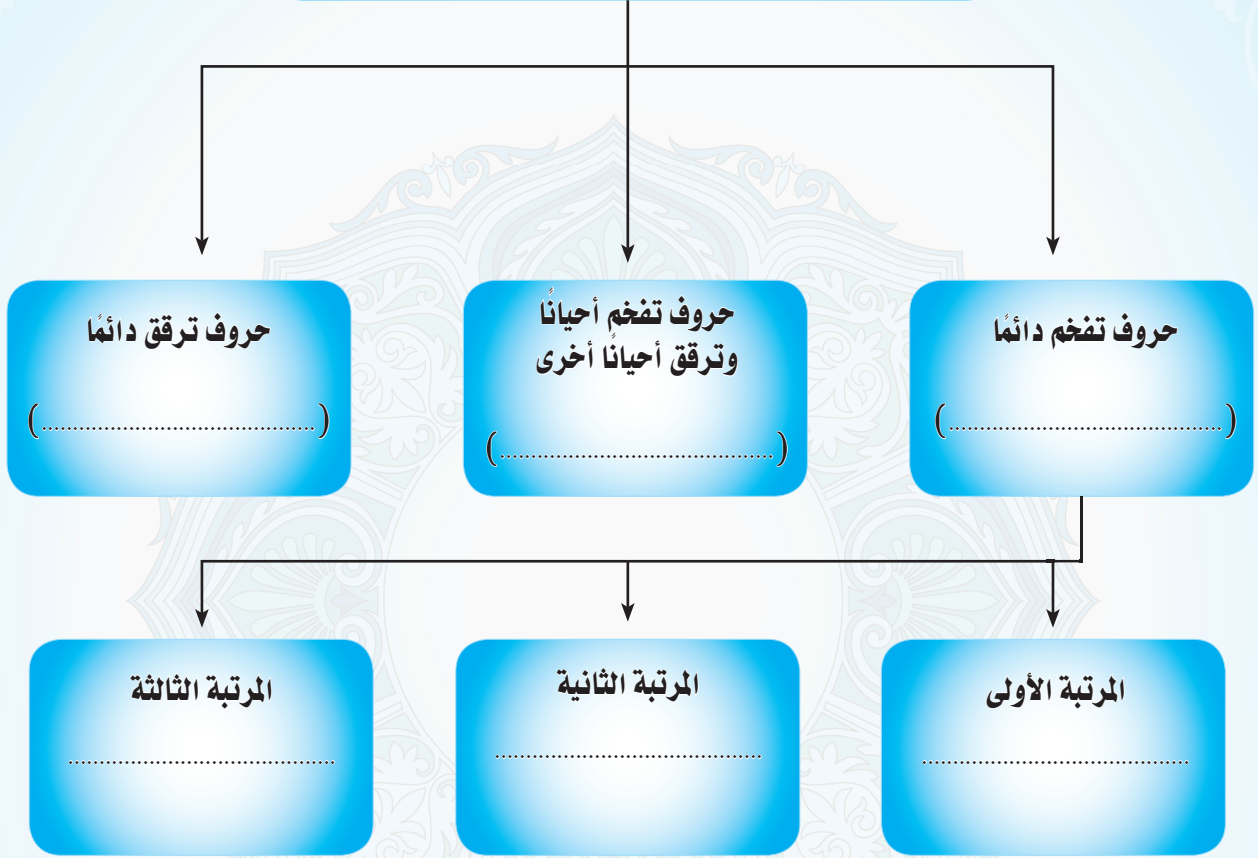 حروف تفخم دائمًا
(............................................)
حروف تفخم أحيانًا
وترقق أحيانًا أخرى
(............................................)
حروف ترقق دائمًا
(............................................)
المرتبة الأولى
............................................
المرتبة الثانية
............................................
المرتبة الثالثة
............................................